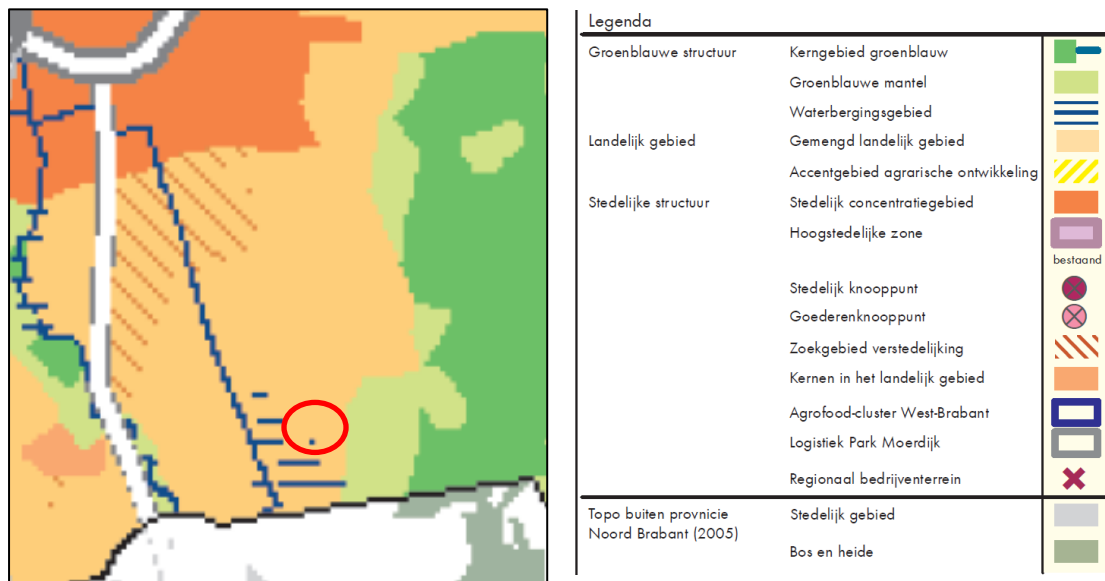 Legenda
Groenblauwe structuur Kerngebied groenblauw
Groenblauwe mantel
Waterbergingsgebied
Landelijk gebied Gemengd landelijk gebied
Accentgebied agrarische ontwikkeling
Stedelijke structuur Stedelijk concentratiegebied
Hoogstedelijke zone
bestaand
Stedelijk knooppunt
Goederenknooppunt
Zoekgebied verstedelijking
Kernen in het landelijk gebied
Agrofood-cluster West-Brabant
Logistiek Park Moerdijk
Regionaal bedrijventerrein
Topo buiten provnicie Stedelijk gebied
Noord Brabant (2005)
Bos en heide